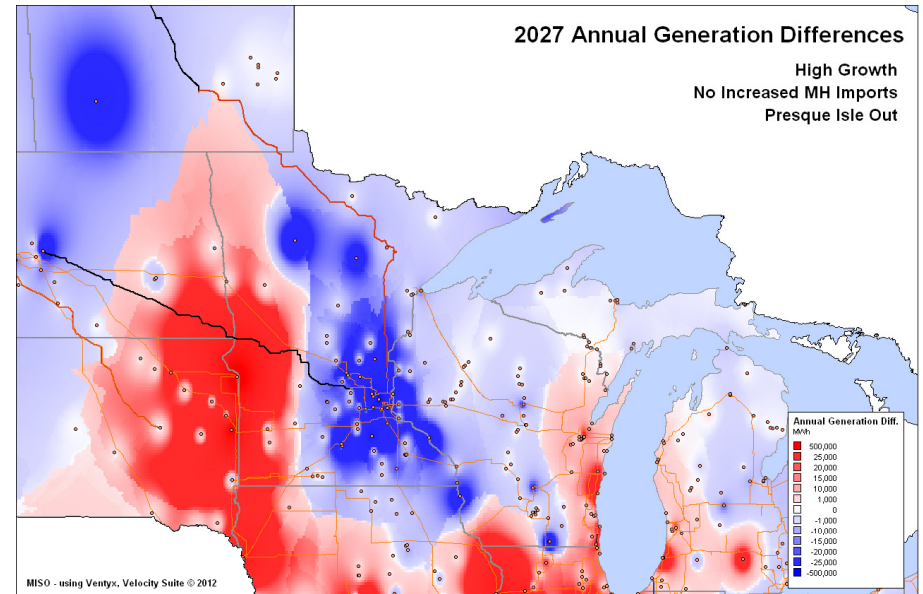 2027 Annual Generation Differences
High Growth
No Increased MH Imports
Presque Isle Out
Annual Generation Diff.
MWh
500,000
25,000
20,000
15,000
10,000
1,000
0
-1,000
-10,000
-15,000
-20,000
-25,000
-500,000
MISO - using Ventyx, Velocity Suite © 2012